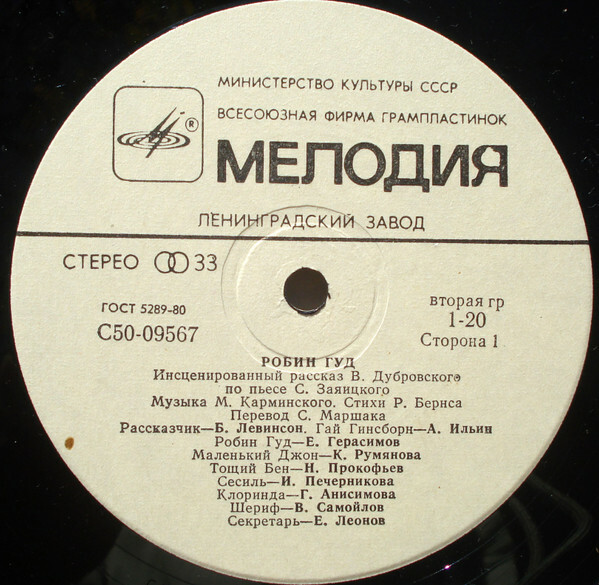 МИНИСТЕРСТВО КУЛЬТУРЫ СССР
ВСЕСОЮЗНАЯ ФИРМА ГРАМПЛАСТИНОК
®
МЕЛОДИЯ
ЛЕНИНГРАДСКИЙ ЗАВОД
СТЕРЕО 33
ГОСТ 5289-80
С50-09567
вторая гр
1-20
Сторона 1
РОБИН ГУД
Инсценированный рассказ В. Дубровского
по пьесе С. Заяицкого
Музыка М. Карминского. Стихи Р. Бернса
Перевод С. Маршака
Рассказчик—Б. Левинсон. Гай Гинсборн—А. Ильин
Робин Гуд—Е. Герасимов
Маленький Джон—К. Румянова
Тощий Бен—Н. Прокофьев
Сесиль—И. Печерникова
Клоринда—Г. Анисимова
Шериф—В. Самойлов
Секретарь—Е. Леонов